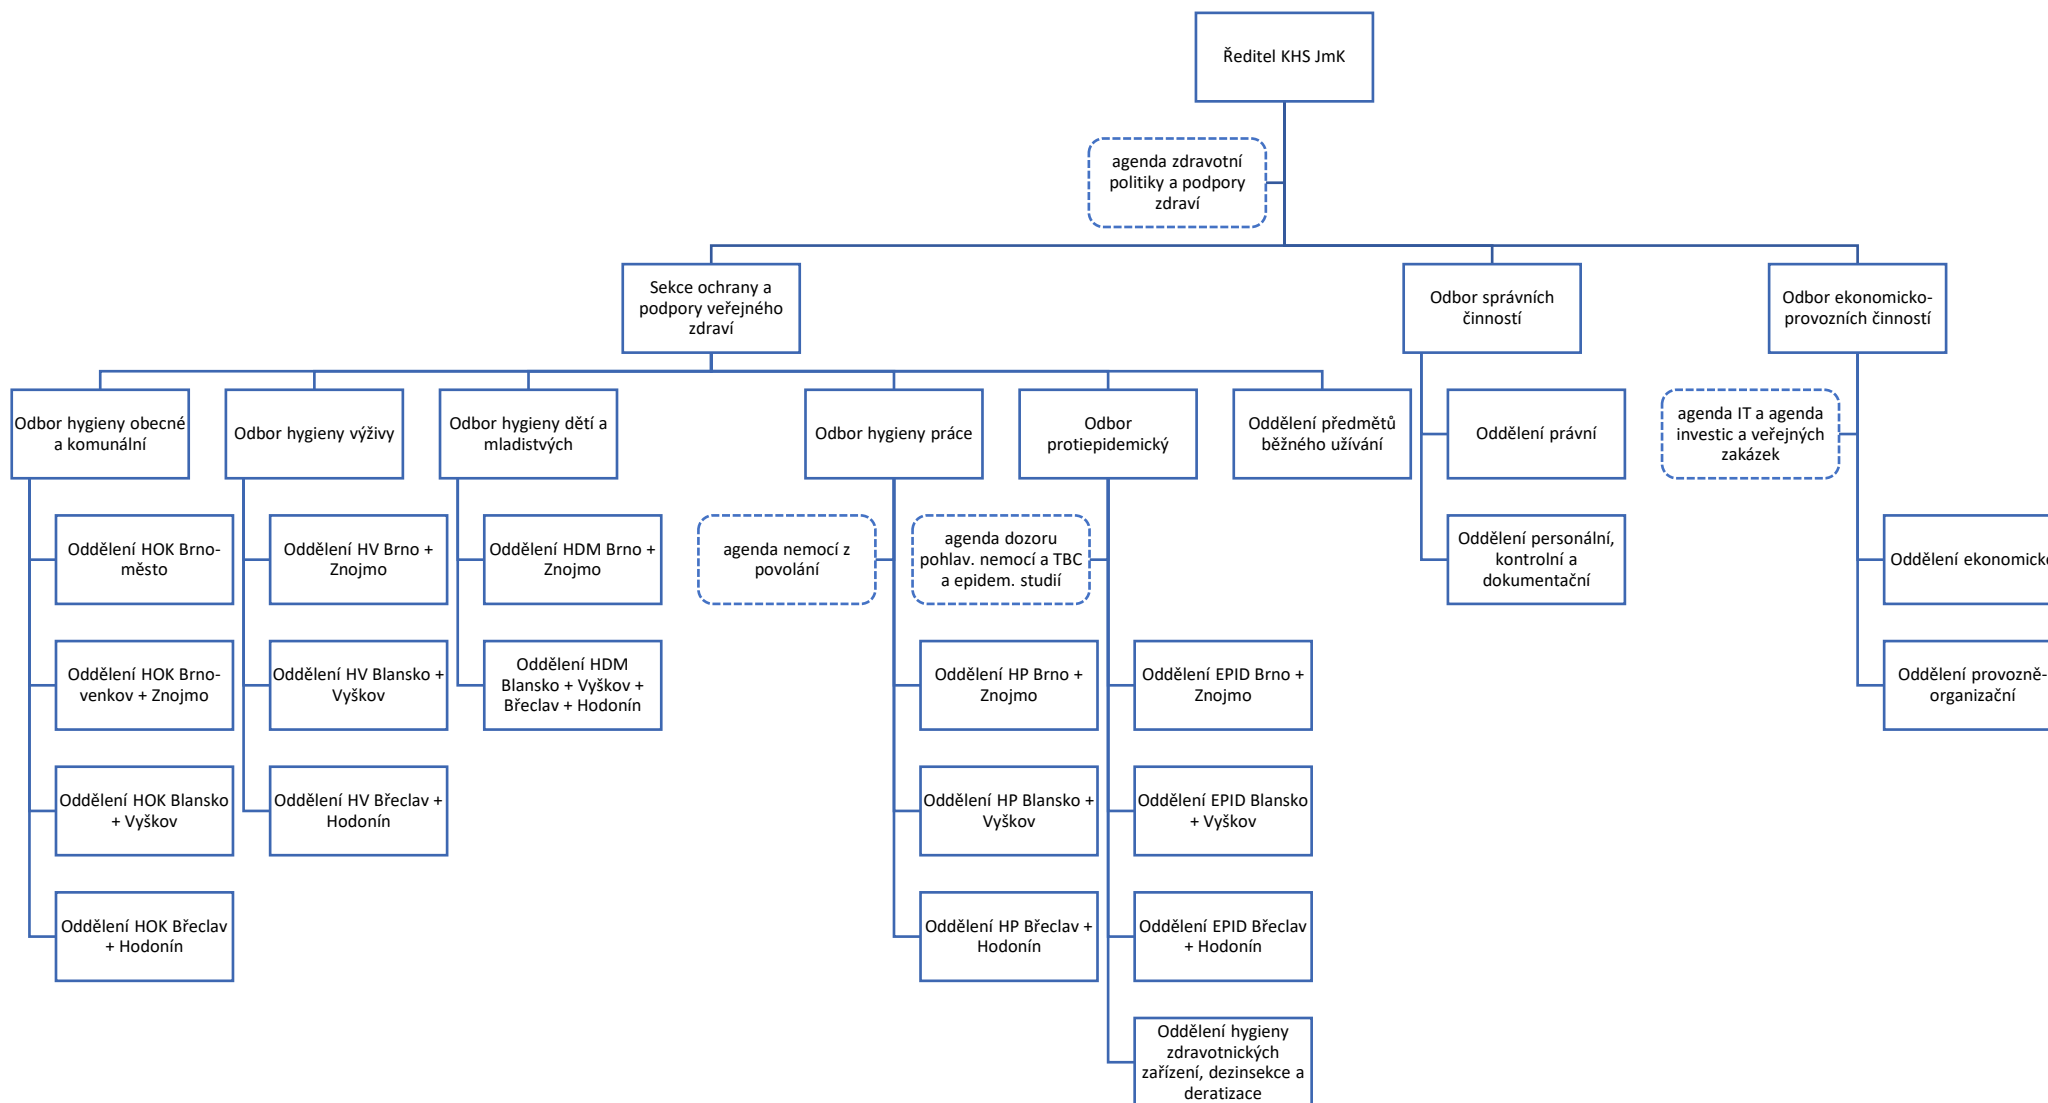 Ředitel KHS JmK
agenda zdravotní
politiky a podpory
zdraví
Sekce ochrany a
podpory veřejného
zdraví
Odbor správních
činností
Odbor ekonomicko-
provozních činností
Odbor hygieny obecné
a komunální
Odbor hygieny výživy
Odbor hygieny dětí a
mladistvých
Odbor hygieny práce
Odbor
protiepidemický
Oddělení předmětů
běžného užívání
Oddělení právní
agenda IT a agenda
investic a veřejných
zakázek
Oddělení HOK Brno-
město
Oddělení HV Brno +
Znojmo
Oddělení HDM Brno +
Znojmo
agenda nemocí z
povolání
agenda dozoru
pohlav. nemocí a TBC
a epidem. studií
Oddělení personální,
kontrolní a
dokumentační
Oddělení ekonomick
Oddělení HOK Brno-
venkov + Znojmo
Oddělení HV Blansko +
Vyškov
Oddělení HDM
Blansko + Vyškov +
Břeclav + Hodonín
Oddělení HP Brno +
Znojmo
Oddělení EPID Brno +
Znojmo
Oddělení provozně-
organizační
Oddělení HOK Blansko
+ Vyškov
Oddělení HV Břeclav +
Hodonín
Oddělení HP Blansko +
Vyškov
Oddělení EPID Blansko
+ Vyškov
Oddělení HOK Břeclav
+ Hodonín
Oddělení HP Břeclav +
Hodonín
Oddělení EPID Břeclav
+ Hodonín
Oddělení hygieny
zdravotnických
zařízení, dezinsekce a
deratizace